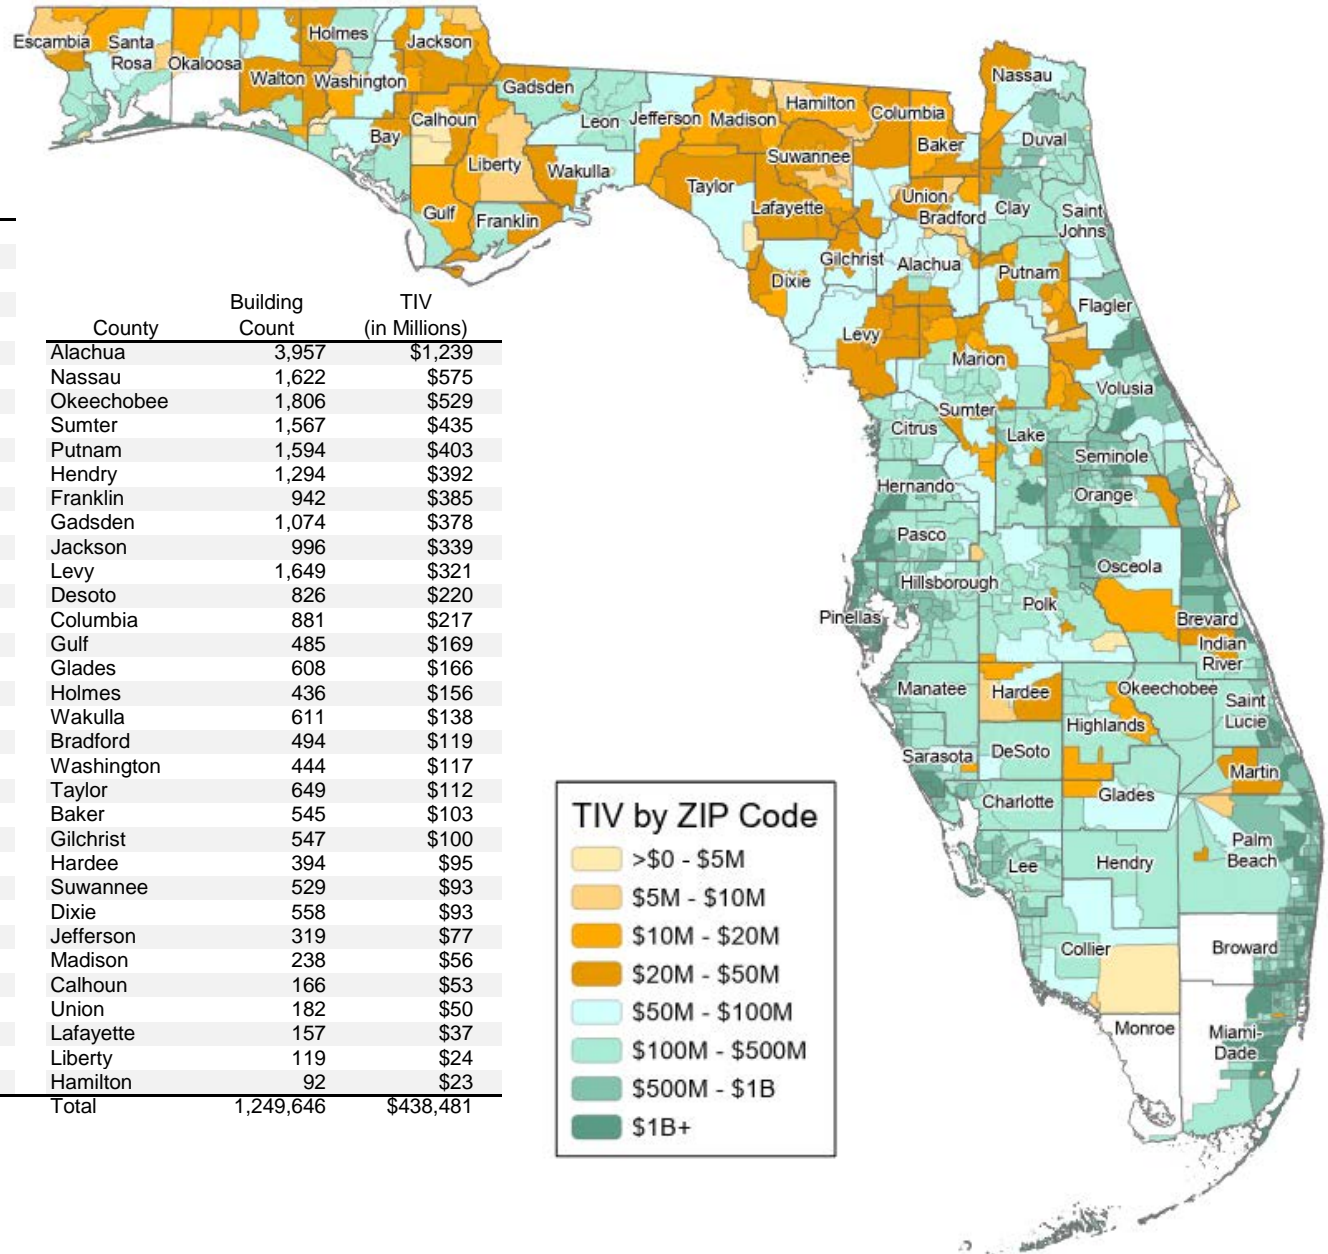 Building TIV
County Count (in Millions)
Alachua 3,957 $1,239
Nassau 1,622 $575
Okeechobee 1,806 $529
Sumter 1,567 $435
Putnam 1,594 $403
Hendry 1,294 $392
Franklin 942 $385
Gadsden 1,074 $378
Jackson 996 $339
Levy 1,649 $321
Desoto 826 $220
Columbia 881 $217
Gulf 485 $169
Glades 608 $166
Holmes 436 $156
Wakulla 611 $138
Bradford 494 $119
Washington 444 $117
Taylor 649 $112
Baker 545 $103
Gilchrist 547 $100
Hardee 394 $95
Suwannee 529 $93
Dixie 558 $93
Jefferson 319 $77
Madison 238 $56
Calhoun 166 $53
Union 182 $50
Lafayette 157 $37
Liberty 119 $24
Hamilton 92 $23
Total 1,249,646 $438,481
Escambia
Santa
Rosa
Okaloosa
Walton
Holmes
Washington
Jackson
Bay
Calhoun
Gulf
Liberty
Franklin
Gadsden
Leon
Wakulla
Jefferson
Madison
Taylor
Hamilton
Suwannee
Lafayette
Columbia
Baker
Nassau
Duval
Union
Bradford
Clay
Saint
Johns
Dixie
Gilchrist
Alachua
Putnam
Flagler
Levy
Marion
Volusia
Citrus
Sumter
Lake
Seminole
Hernando
Orange
Pasco
Hillsborough
Pinellas
Polk
Osceola
Brevard
Indian
River
Manatee
Hardee
Highlands
Okeechobee
Saint
Lucie
Sarasota
DeSoto
Martin
Charlotte
Glades
Lee
Hendry
Palm
Beach
Collier
Broward
Monroe
Miami-
Dade
TIV by ZIP Code
>$0 - $5M
$5M - $10M
$10M - $20M
$20M - $50M
$50M - $100M
$100M - $500M
$500M - $1B
$1B+